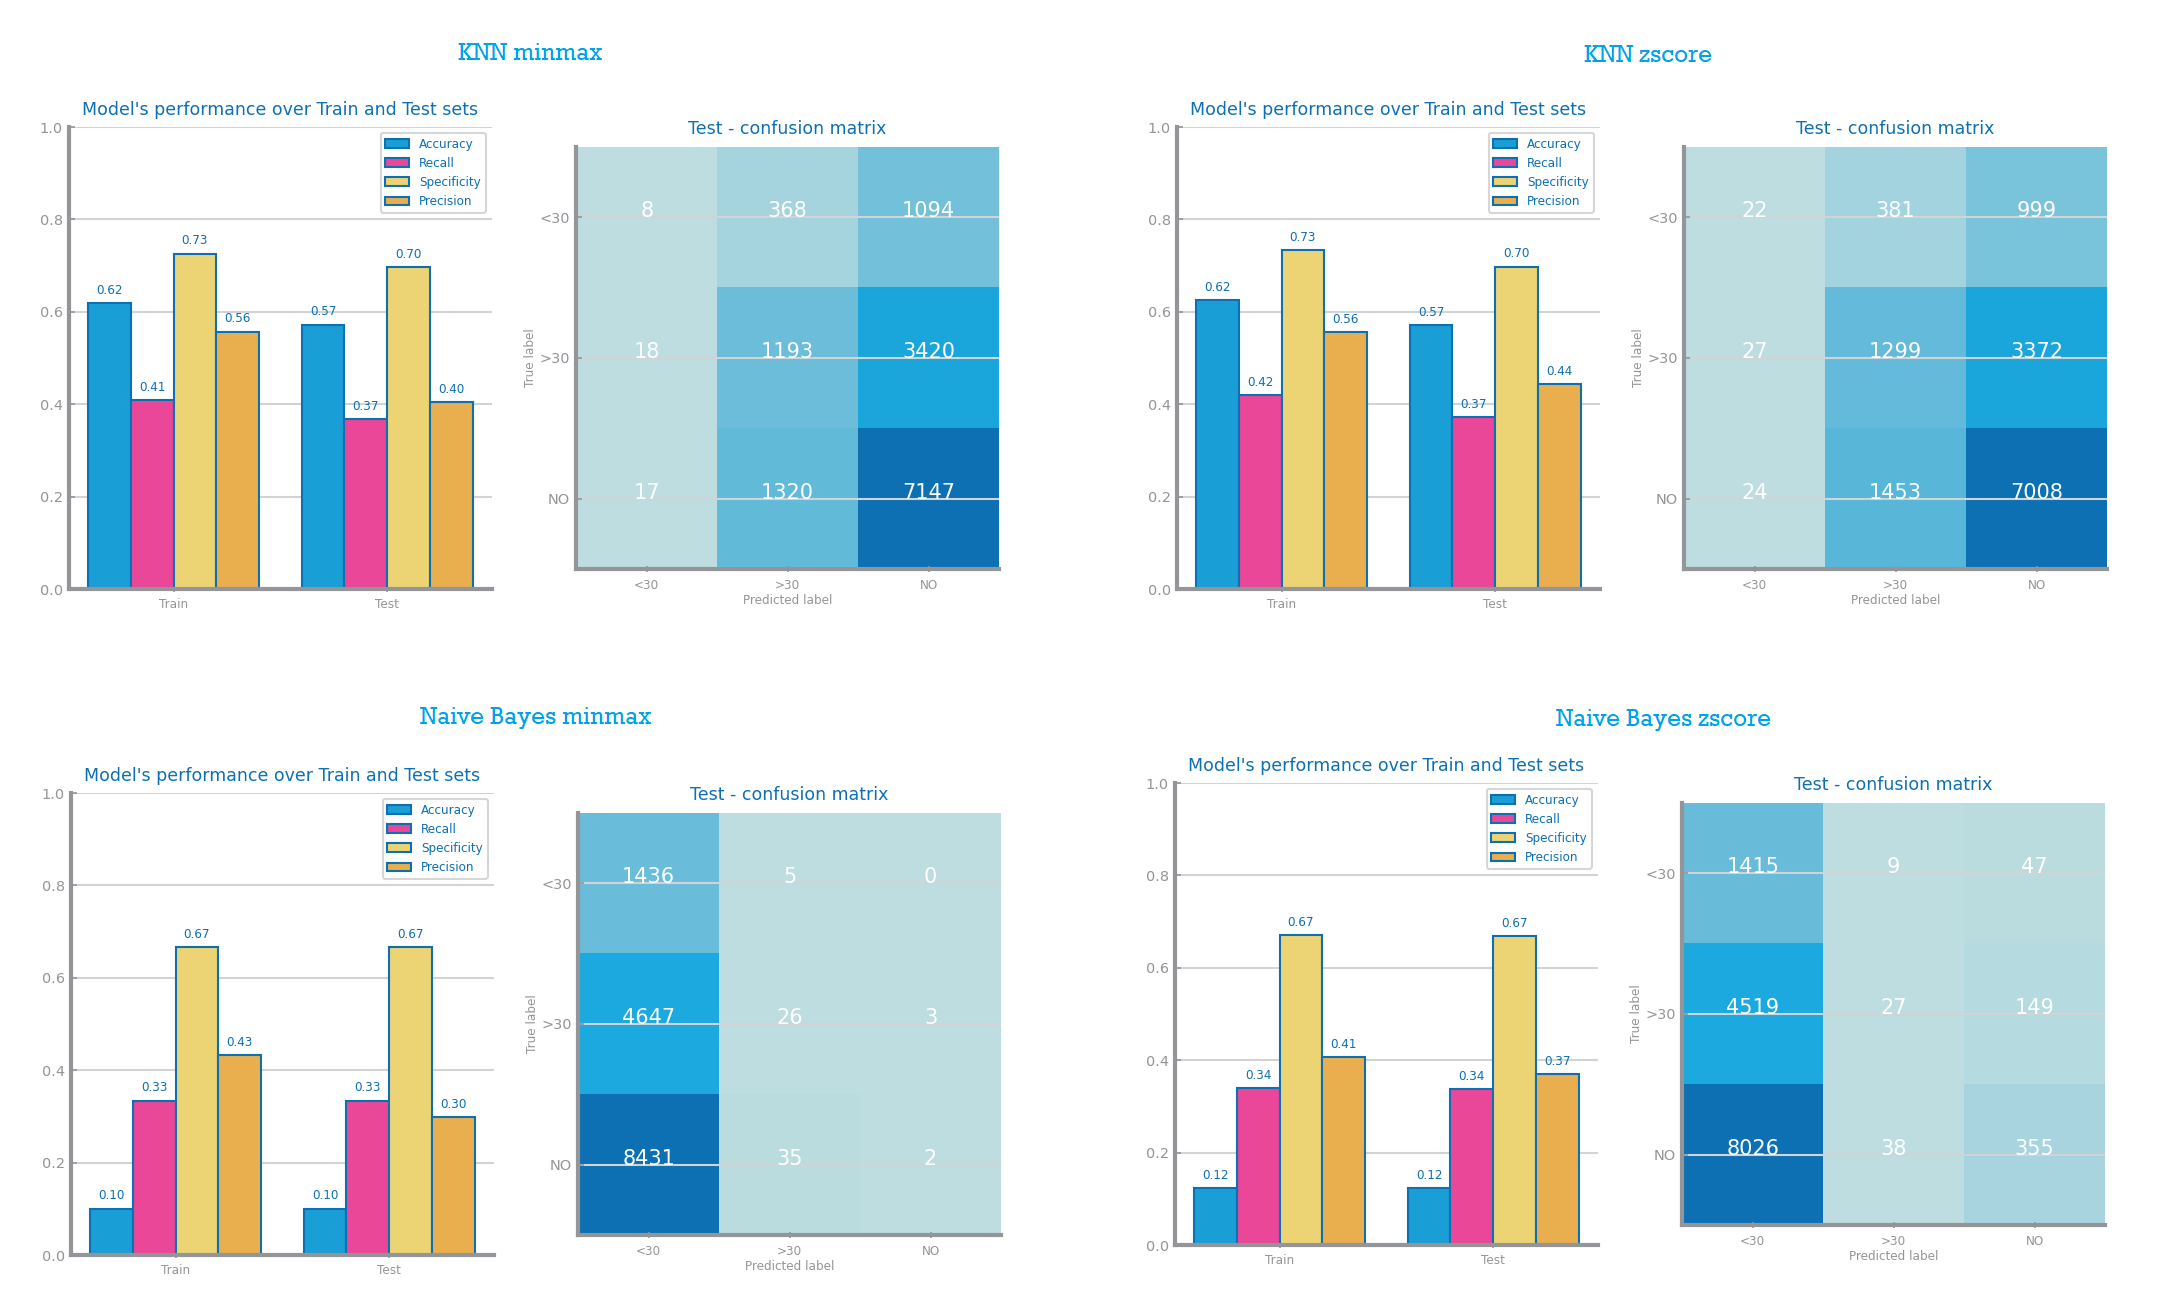 KNN minmax
Model's performance over Train and Test sets
1.0
0.8
0.6
0.4
0.2
0.0
Accuracy
Recall
Specificity
Precision
0.62
0.41
0.73
0.56
0.57
0.37
0.70
0.40
Train
Test
Test - confusion matrix
True label
<30
>30
NO
8 368 1094
18 1193 3420
17 1320 7147
<30 >30 NO
Predicted label
KNN zscore
Model's performance over Train and Test sets
1.0
0.8
0.6
0.4
0.2
0.0
Accuracy
Recall
Specificity
Precision
0.62
0.42
0.73
0.56
0.57
0.37
0.70
0.44
Train
Test
Test - confusion matrix
True label
<30
>30
NO
22 381 999
27 1299 3372
24 1453 7008
<30 >30 NO
Predicted label
Naive Bayes minmax
Model's performance over Train and Test sets
1.0
0.8
0.6
0.4
0.2
0.0
Accuracy
Recall
Specificity
Precision
0.10
0.33
0.67
0.43
0.10
0.33
0.67
0.30
Train
Test
Test - confusion matrix
True label
<30
>30
NO
1436 5 0
4647 26 3
8431 35 2
<30 >30 NO
Predicted label
Naive Bayes zscore
Model's performance over Train and Test sets
1.0
0.8
0.6
0.4
0.2
0.0
Accuracy
Recall
Specificity
Precision
0.12
0.34
0.67
0.41
0.12
0.34
0.67
0.37
Train
Test
Test - confusion matrix
True label
<30
>30
NO
1415 9 47
4519 27 149
8026 38 355
<30 >30 NO
Predicted label